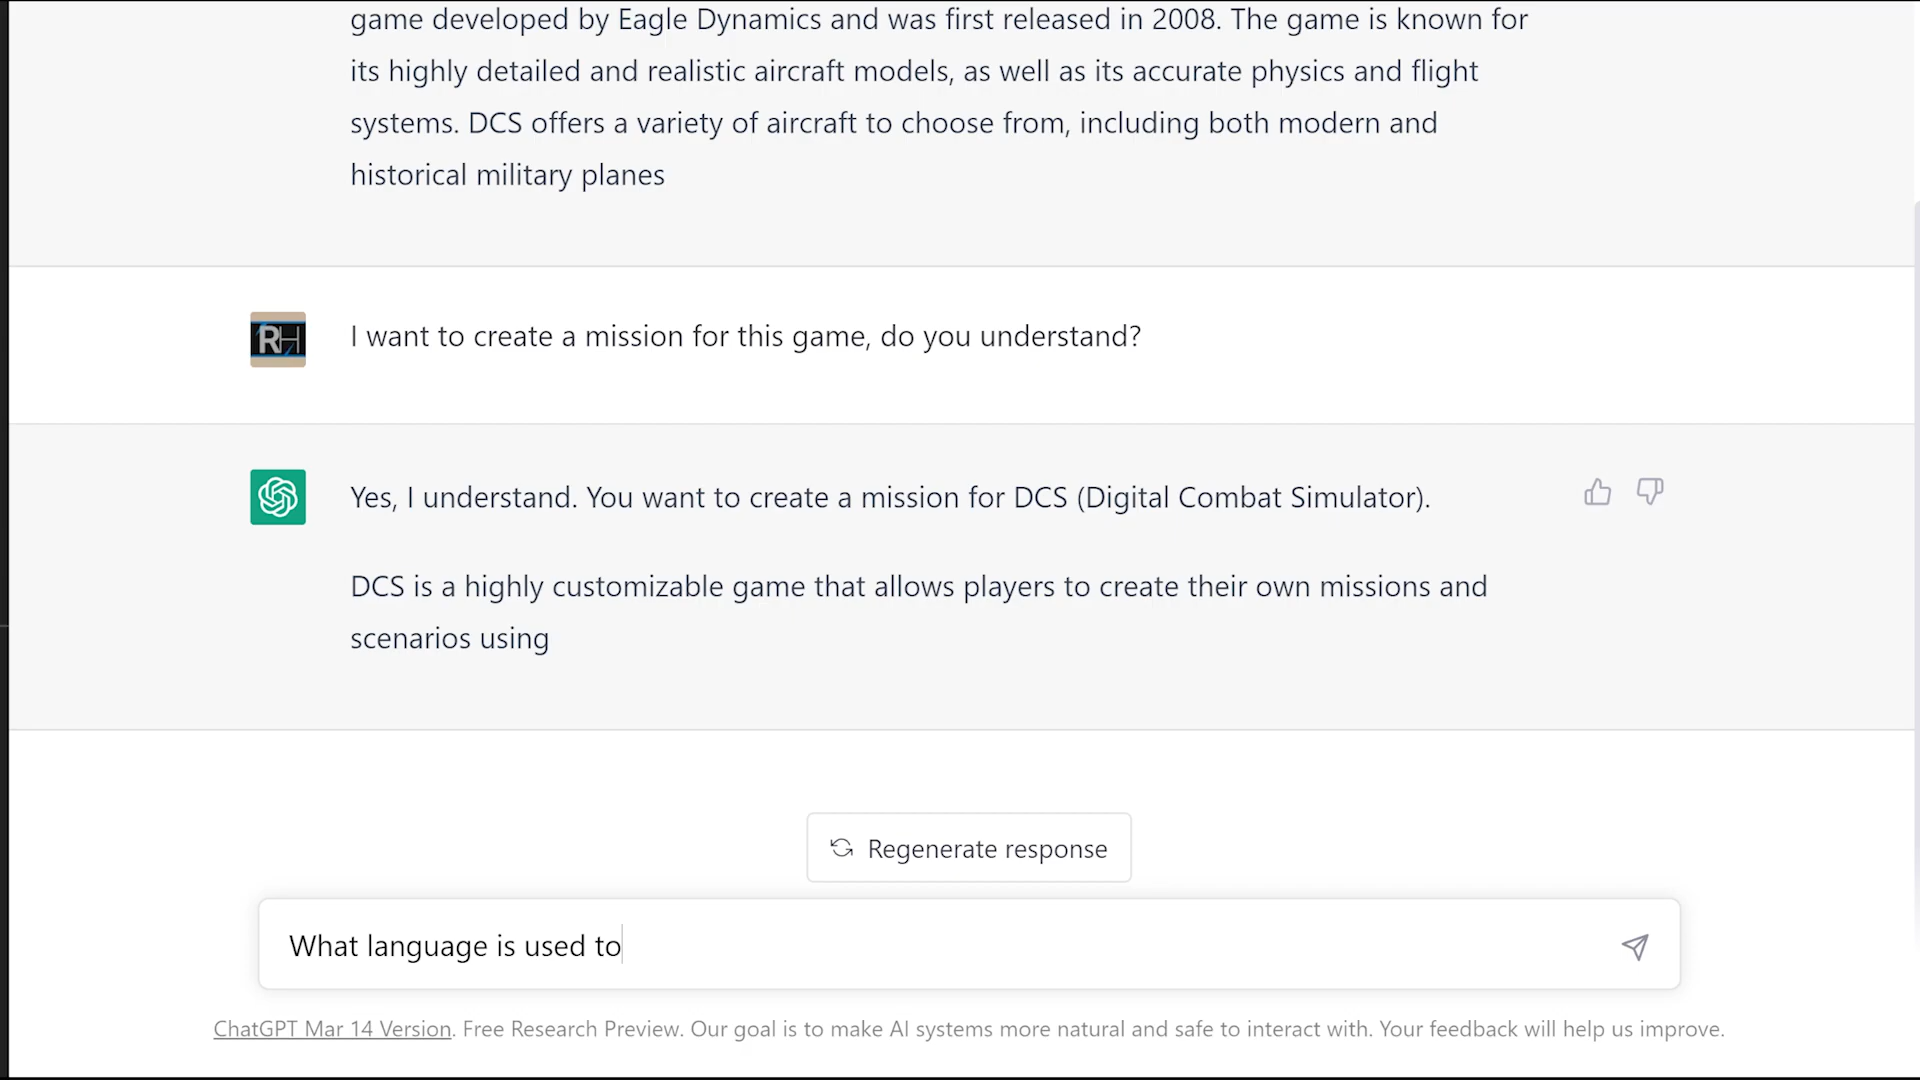 game developed by Eagle Dynamics and was first released in 2008. The game is known for
its highly detailed and realistic aircraft models, as well as its accurate physics and flight
systems. DCS offers a variety of aircraft to choose from, including both modern and
historical military planes
RH
I want to create a mission for this game, do you understand?
Yes, I understand. You want to create a mission for DCS (Digital Combat Simulator).
DCS is a highly customizable game that allows players to create their own missions and
scenarios using
Regenerate response
What language is used to
ChatGPT Mar 14 Version. Free Research Preview. Our goal is to make AI systems more natural and safe to interact with. Your feedback will help us improve.